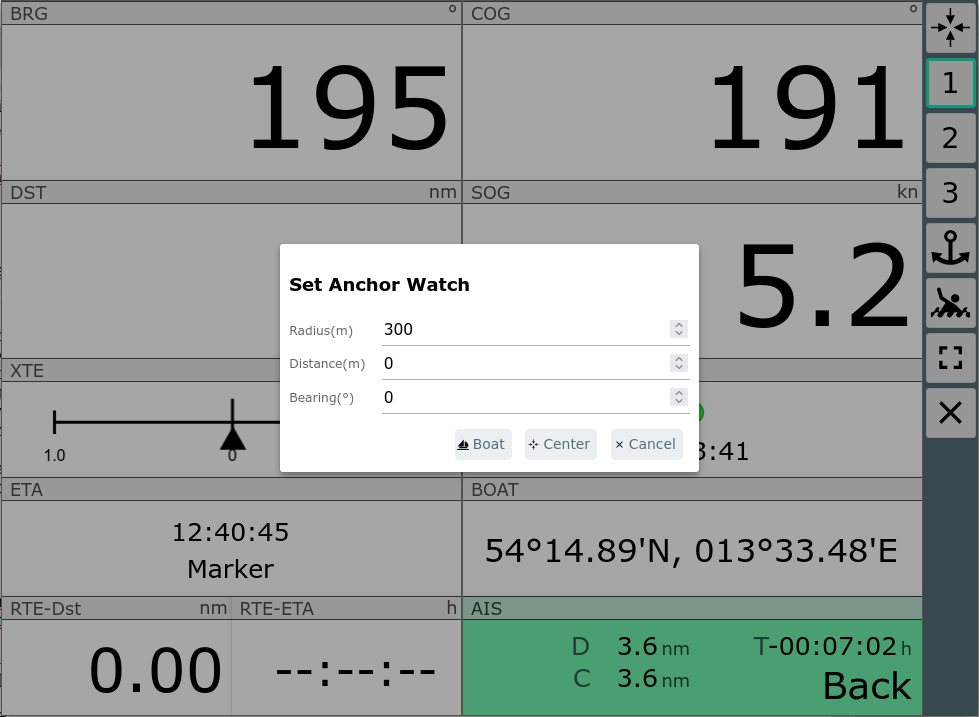 BRG °
195
COG °
191
1
2
3
DST nm
SOG kn
5.2
Set Anchor Watch
Radius(m) 300
Distance(m) 0
Bearing(°) 0
Boat Center Cancel
XTE
1.0 0
:41
ETA
12:40:45
Marker
BOAT
54°14.89'N, 013°33.48'E
RTE-Dst nm
0.00
RTE-ETA h
--:--:--
AIS
D 3.6 nm T-00:07:02 h
C 3.6 nm Back